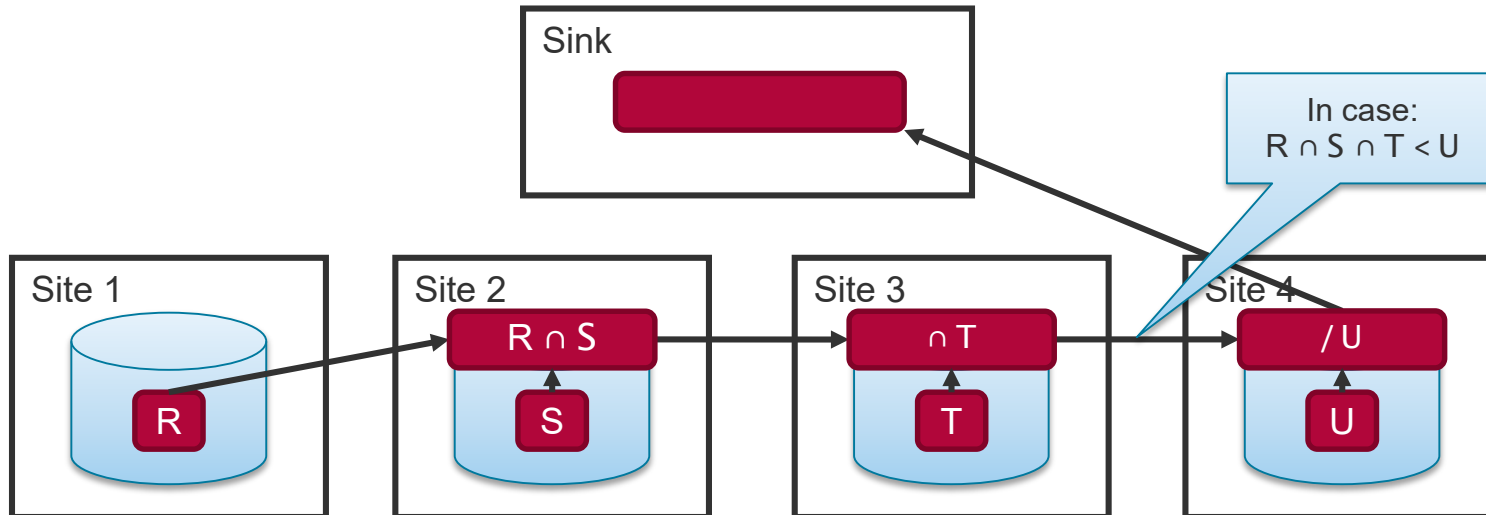 Sink
In case:
R ∩ S ∩ T < U
Site 1
Site 2
Site 3
Site 4
R ∩ S
∩ T
/ U
R
S
T
U